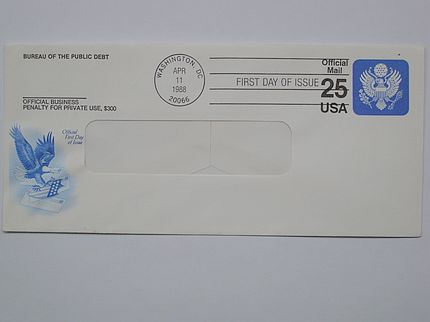 BUREAU OF THE PUBLIC DEBT
OFFICIAL BUSINESS
PENALTY FOR PRIVATE USE, $300
WASHINGTON, DC
APR
11
1988
20066
FIRST DAY OF ISSUE
Official
Mail
25
USA
Official
First Day
of Issue